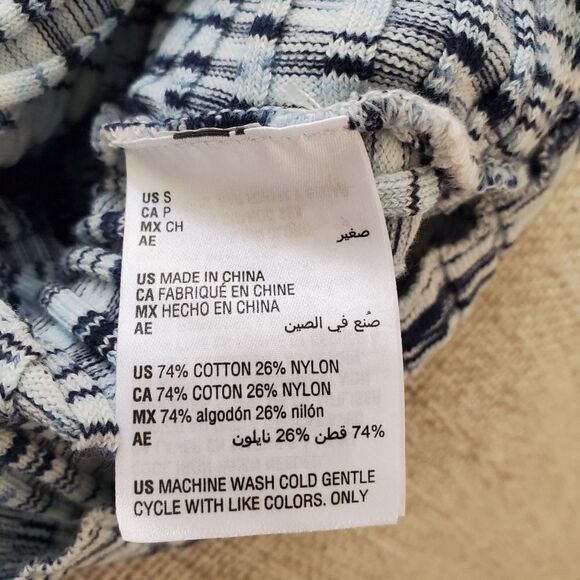 US S
CA P
MX CH
AE صغير
US MADE IN CHINA
CA FABRIQUÉ EN CHINE
MX HECHO EN CHINA
AE صُنع في الصين
US 74% COTTON 26% NYLON
CA 74% COTON 26% NYLON
MX 74% algodón 26% nilón
AE 74% قطن 26% نايلون
US MACHINE WASH COLD GENTLE
CYCLE WITH LIKE COLORS. ONLY